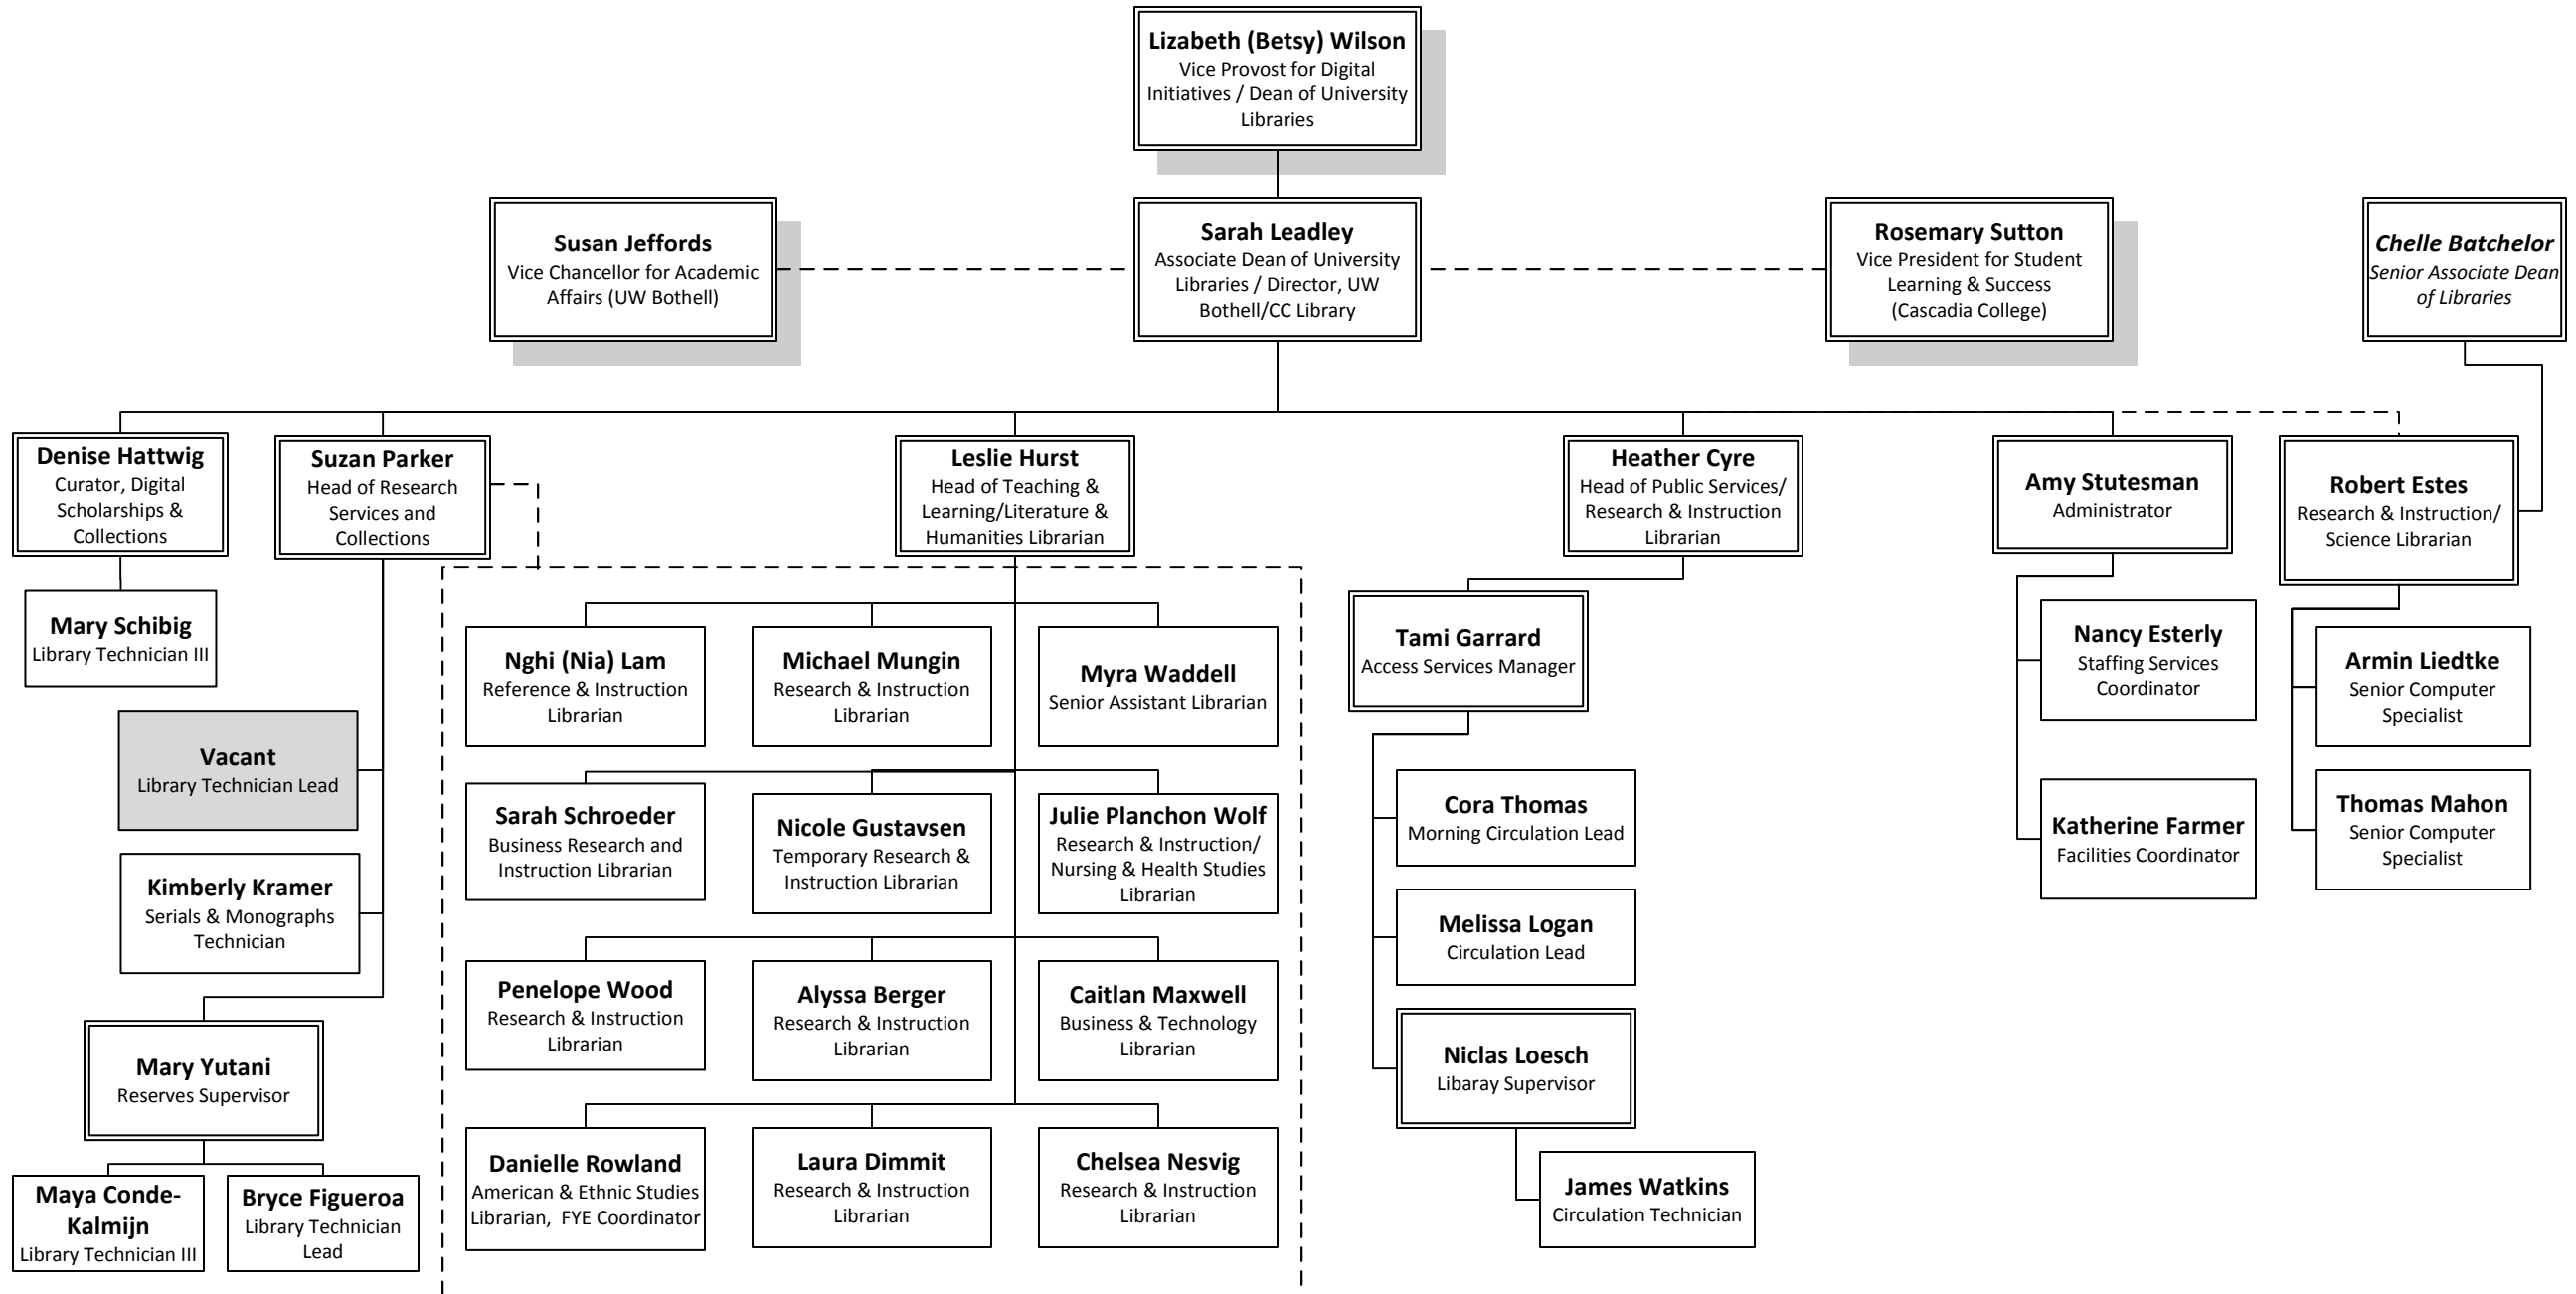 Lizabeth (Betsy) Wilson
Vice Provost for Digital
Initiatives / Dean of University
Libraries
Susan Jeffords
Vice Chancellor for Academic
Affairs (UW Bothell)
Sarah Leadley
Associate Dean of University
Libraries / Director, UW
Bothell/CC Library
Rosemary Sutton
Vice President for Student
Learning & Success
(Cascadia College)
Chelle Batchelor
Senior Associate Dean
of Libraries
Denise Hattwig
Curator, Digital
Scholarships &
Collections
Suzan Parker
Head of Research
Services and
Collections
Leslie Hurst
Head of Teaching &
Learning/Literature &
Humanities Librarian
Heather Cyre
Head of Public Services/
Research & Instruction
Librarian
Amy Stutesman
Administrator
Robert Estes
Research & Instruction/
Science Librarian
Mary Schibig
Library Technician III
Vacant
Library Technician Lead
Kimberly Kramer
Serials & Monographs
Technician
Mary Yutani
Reserves Supervisor
Maya Conde-
Kalmijn
Library Technician III
Bryce Figueroa
Library Technician
Lead
Nghi (Nia) Lam
Reference & Instruction
Librarian
Michael Mungin
Research & Instruction
Librarian
Myra Waddell
Senior Assistant Librarian
Sarah Schroeder
Business Research and
Instruction Librarian
Nicole Gustavsen
Temporary Research &
Instruction Librarian
Julie Planchon Wolf
Research & Instruction/
Nursing & Health Studies
Librarian
Penelope Wood
Research & Instruction
Librarian
Alyssa Berger
Research & Instruction
Librarian
Caitlan Maxwell
Business & Technology
Librarian
Danielle Rowland
American & Ethnic Studies
Librarian, FYE Coordinator
Laura Dimmit
Research & Instruction
Librarian
Chelsea Nesvig
Research & Instruction
Librarian
Tami Garrard
Access Services Manager
Cora Thomas
Morning Circulation Lead
Melissa Logan
Circulation Lead
Niclas Loesch
Libaray Supervisor
James Watkins
Circulation Technician
Nancy Esterly
Staffing Services
Coordinator
Katherine Farmer
Facilities Coordinator
Armin Liedtke
Senior Computer
Specialist
Thomas Mahon
Senior Computer
Specialist